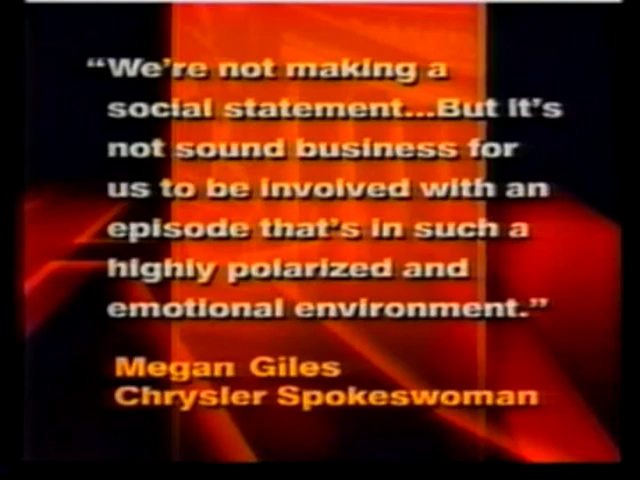 “We're not making a
social statement...But it's
not sound business for
us to be involved with an
episode that's in such a
highly polarized and
emotional environment.”
Megan Giles
Chrysler Spokeswoman